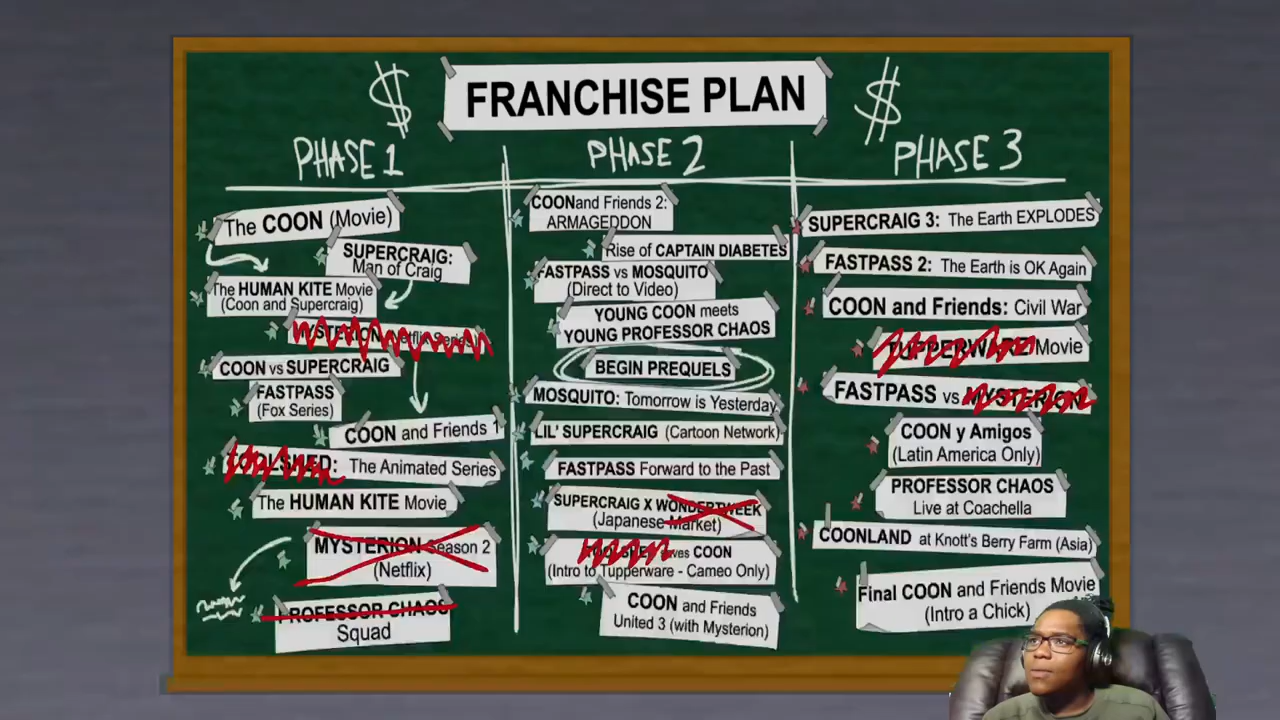 $ FRANCHISE PLAN $
PHASE 1
The COON (Movie)
SUPERCRAIG:
Man of Craig
The HUMAN KITE Movie
(Coon and Supercraig)
MYSTERION Netflix Series
COON vs SUPERCRAIG
FASTPASS
(Fox Series)
COON and Friends 1
TOOLSHED: The Animated Series
The HUMAN KITE Movie
MYSTERION Season 2
(Netflix)
PROFESSOR CHAOS
Squad
PHASE 2
COON and Friends 2:
ARMAGEDDON
Rise of CAPTAIN DIABETES
FASTPASS vs MOSQUITO
(Direct to Video)
YOUNG COON meets
YOUNG PROFESSOR CHAOS
BEGIN PREQUELS
MOSQUITO: Tomorrow is Yesterday
LIL' SUPERCRAIG (Cartoon Network)
FASTPASS Forward to the Past
SUPERCRAIG X WONDERTWEEK
(Japanese Market)
COON
(Intro to Tupperware - Cameo Only)
COON and Friends
United 3 (with Mysterion)
PHASE 3
SUPERCRAIG 3: The Earth EXPLODES
FASTPASS 2: The Earth is OK Again
COON and Friends: Civil War
TUPPERWARE Movie
FASTPASS vs MYSTERION
COON y Amigos
(Latin America Only)
PROFESSOR CHAOS
Live at Coachella
COONLAND at Knott's Berry Farm (Asia)
Final COON and Friends Movie
(Intro a Chick)